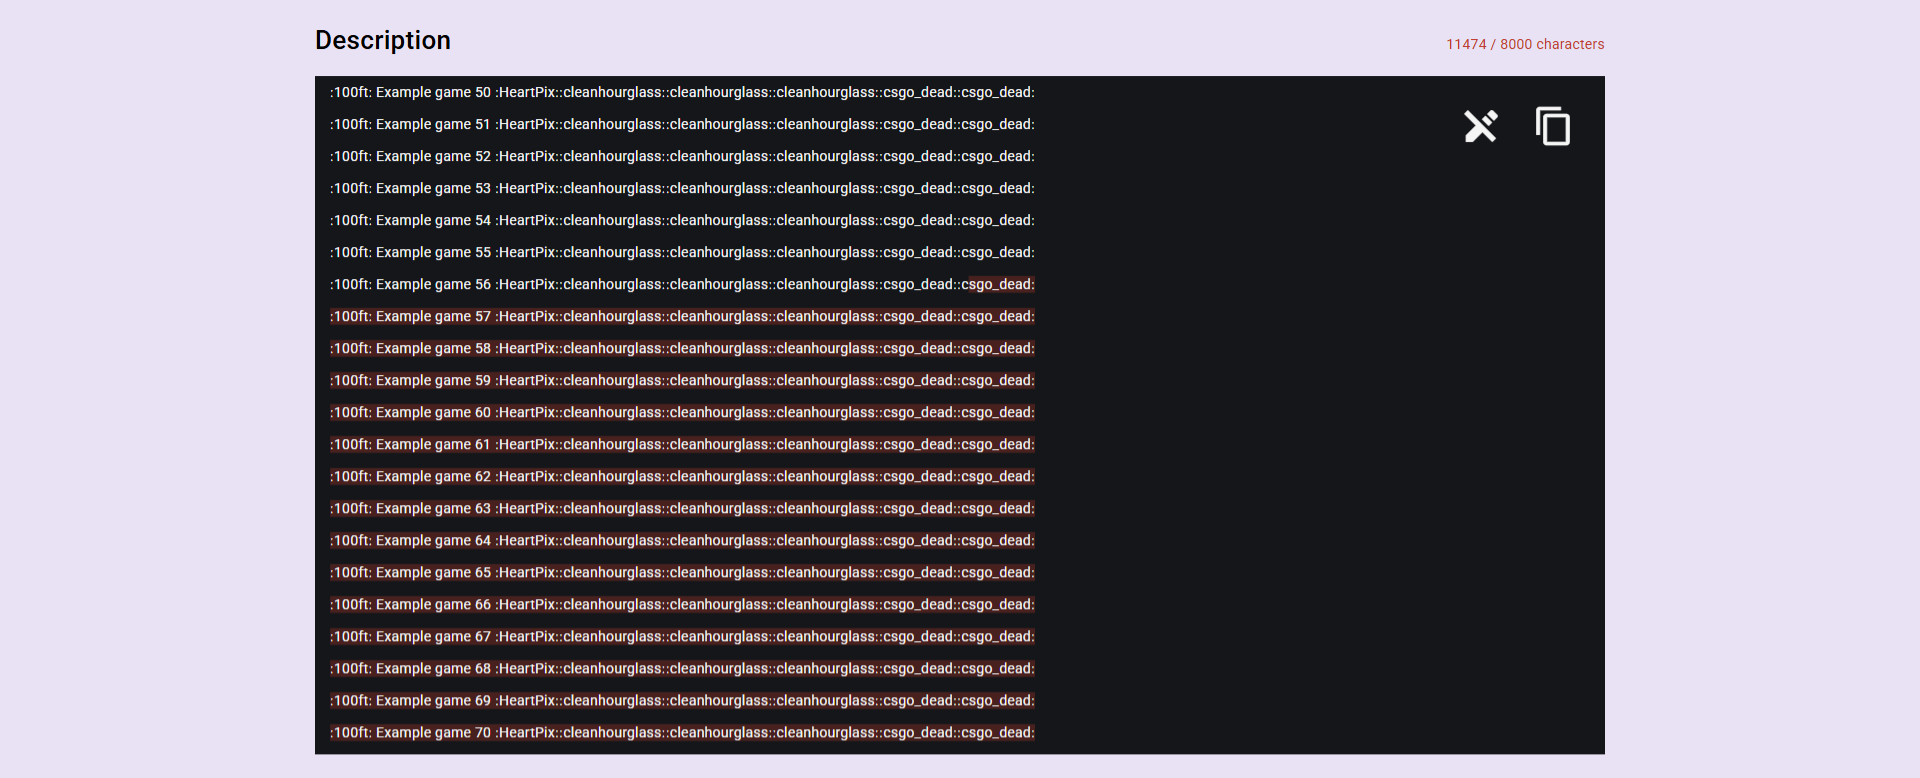 Description
11474 / 8000 characters
:100ft: Example game 50 :HeartPix::cleanhourglass::cleanhourglass::cleanhourglass::csgo_dead::csgo_dead:
:100ft: Example game 51 :HeartPix::cleanhourglass::cleanhourglass::cleanhourglass::csgo_dead::csgo_dead:
:100ft: Example game 52 :HeartPix::cleanhourglass::cleanhourglass::cleanhourglass::csgo_dead::csgo_dead:
:100ft: Example game 53 :HeartPix::cleanhourglass::cleanhourglass::cleanhourglass::csgo_dead::csgo_dead:
:100ft: Example game 54 :HeartPix::cleanhourglass::cleanhourglass::cleanhourglass::csgo_dead::csgo_dead:
:100ft: Example game 55 :HeartPix::cleanhourglass::cleanhourglass::cleanhourglass::csgo_dead::csgo_dead:
:100ft: Example game 56 :HeartPix::cleanhourglass::cleanhourglass::cleanhourglass::csgo_dead::csgo_dead:
:100ft: Example game 57 :HeartPix::cleanhourglass::cleanhourglass::cleanhourglass::csgo_dead::csgo_dead:
:100ft: Example game 58 :HeartPix::cleanhourglass::cleanhourglass::cleanhourglass::csgo_dead::csgo_dead:
:100ft: Example game 59 :HeartPix::cleanhourglass::cleanhourglass::cleanhourglass::csgo_dead::csgo_dead:
:100ft: Example game 60 :HeartPix::cleanhourglass::cleanhourglass::cleanhourglass::csgo_dead::csgo_dead:
:100ft: Example game 61 :HeartPix::cleanhourglass::cleanhourglass::cleanhourglass::csgo_dead::csgo_dead:
:100ft: Example game 62 :HeartPix::cleanhourglass::cleanhourglass::cleanhourglass::csgo_dead::csgo_dead:
:100ft: Example game 63 :HeartPix::cleanhourglass::cleanhourglass::cleanhourglass::csgo_dead::csgo_dead:
:100ft: Example game 64 :HeartPix::cleanhourglass::cleanhourglass::cleanhourglass::csgo_dead::csgo_dead:
:100ft: Example game 65 :HeartPix::cleanhourglass::cleanhourglass::cleanhourglass::csgo_dead::csgo_dead:
:100ft: Example game 66 :HeartPix::cleanhourglass::cleanhourglass::cleanhourglass::csgo_dead::csgo_dead:
:100ft: Example game 67 :HeartPix::cleanhourglass::cleanhourglass::cleanhourglass::csgo_dead::csgo_dead:
:100ft: Example game 68 :HeartPix::cleanhourglass::cleanhourglass::cleanhourglass::csgo_dead::csgo_dead:
:100ft: Example game 69 :HeartPix::cleanhourglass::cleanhourglass::cleanhourglass::csgo_dead::csgo_dead:
:100ft: Example game 70 :HeartPix::cleanhourglass::cleanhourglass::cleanhourglass::csgo_dead::csgo_dead: